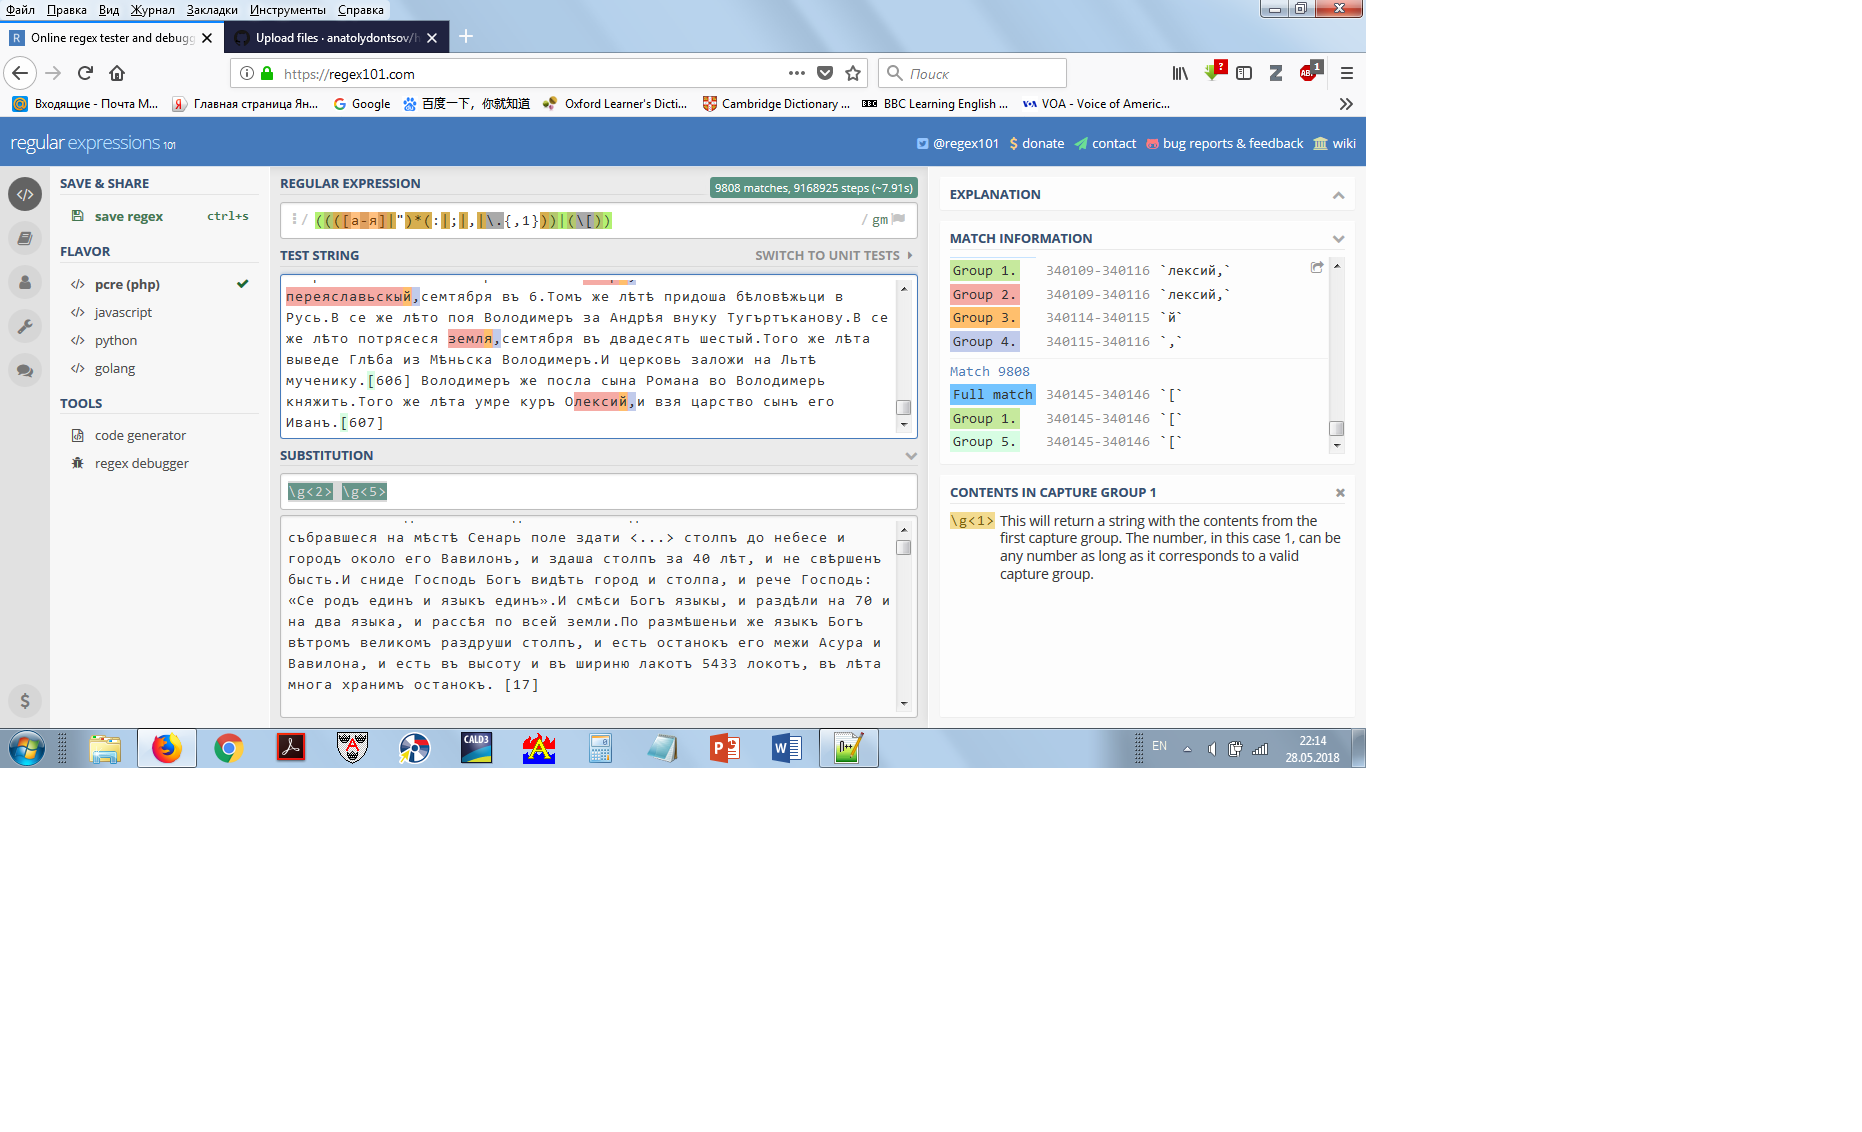 Файл Правка Вид Журнал Закладки Инструменты Справка
Online regex tester and debugg
Upload files · anatolydontsov/h
https://regex101.com
Поиск
Входящие - Почта M...
Главная страница Ян...
Google
百度一下，你就知道
Oxford Learner's Dicti...
Cambridge Dictionary ...
BBC Learning English ...
VOA - Voice of Americ...
regular expressions 101
@regex101
donate
contact
bug reports & feedback
wiki
SAVE & SHARE
save regex ctrl+s
FLAVOR
pcre (php)
javascript
python
golang
TOOLS
code generator
regex debugger
REGULAR EXPRESSION
9808 matches, 9168925 steps (~7.91s)
/ ((([а-я]|")*(:|;|,|\.{,1}))|(\[)) / gm
TEST STRING
SWITCH TO UNIT TESTS
переяславьскый,семтября въ 6.Томъ же лѣтѣ придоша бѣловѣжьци в
Русь.В се же лѣто поя Володимеръ за Андрѣя внуку Тугъртъканову.В се
же лѣто потрясеся земля,семтября въ двадесять шестый.Того же лѣта
выведе Глѣба из Мѣньска Володимеръ.И церковь заложи на Льтѣ
мученику.[606] Володимеръ же посла сына Романа во Володимерь
княжить.Того же лѣта умре куръ Олексий,и взя царство сынъ его
Иванъ.[607]
SUBSTITUTION
\g<2> \g<5>
събравшеся на мѣстѣ Сенарь поле здати <...> столпъ до небесе и
городъ около его Вавилонъ, и здаша столпъ за 40 лѣт, и не свѣршенъ
бысть.И сниде Господь Богъ видѣть город и столпа, и рече Господь:
«Се родъ единъ и языкъ единъ».И смѣси Богъ языкы, и раздѣли на 70 и
на два языка, и рассѣя по всей земли.По размѣшеньи же языкъ Богъ
вѣтромъ великомъ раздруши столпъ, и есть останокъ его межи Асура и
Вавилона, и есть въ высоту и въ ширину лакотъ 5433 локотъ, въ лѣта
многа хранимъ останокъ. [17]
EXPLANATION
MATCH INFORMATION
Group 1. 340109-340116 `лексий,`
Group 2. 340109-340116 `лексий,`
Group 3. 340114-340115 `й`
Group 4. 340115-340116 `,`
Match 9808
Full match 340145-340146 `[`
Group 1. 340145-340146 `[`
Group 5. 340145-340146 `[`
CONTENTS IN CAPTURE GROUP 1
\g<1> This will return a string with the contents from the
first capture group. The number, in this case 1, can be
any number as long as it corresponds to a valid
capture group.
CALD3
EN
22:14
28.05.2018